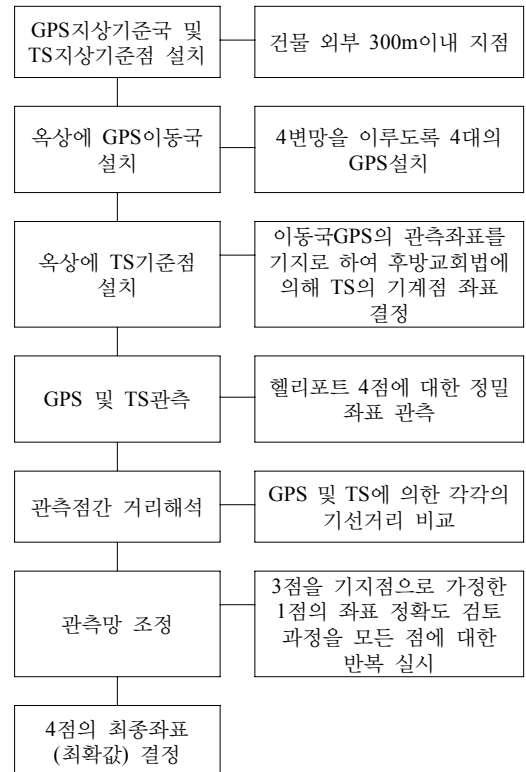 GPS지상기준국 및
TS지상기준점 설치
건물 외부 300m이내 지점
옥상에 GPS이동국
설치
4변망을 이루도록 4대의
GPS설치
옥상에 TS기준점
설치
이동국GPS의 관측좌표를
기지로 하여 후방교회법에
의해 TS의 기계점 좌표
결정
GPS 및 TS관측
헬리포트 4점에 대한 정밀
좌표 관측
관측점간 거리해석
GPS 및 TS에 의한 각각의
기선거리 비교
관측망 조정
3점을 기지점으로 가정한
1점의 좌표 정확도 검토
과정을 모든 점에 대한
반복 실시
4점의 최종좌표
(최확값) 결정